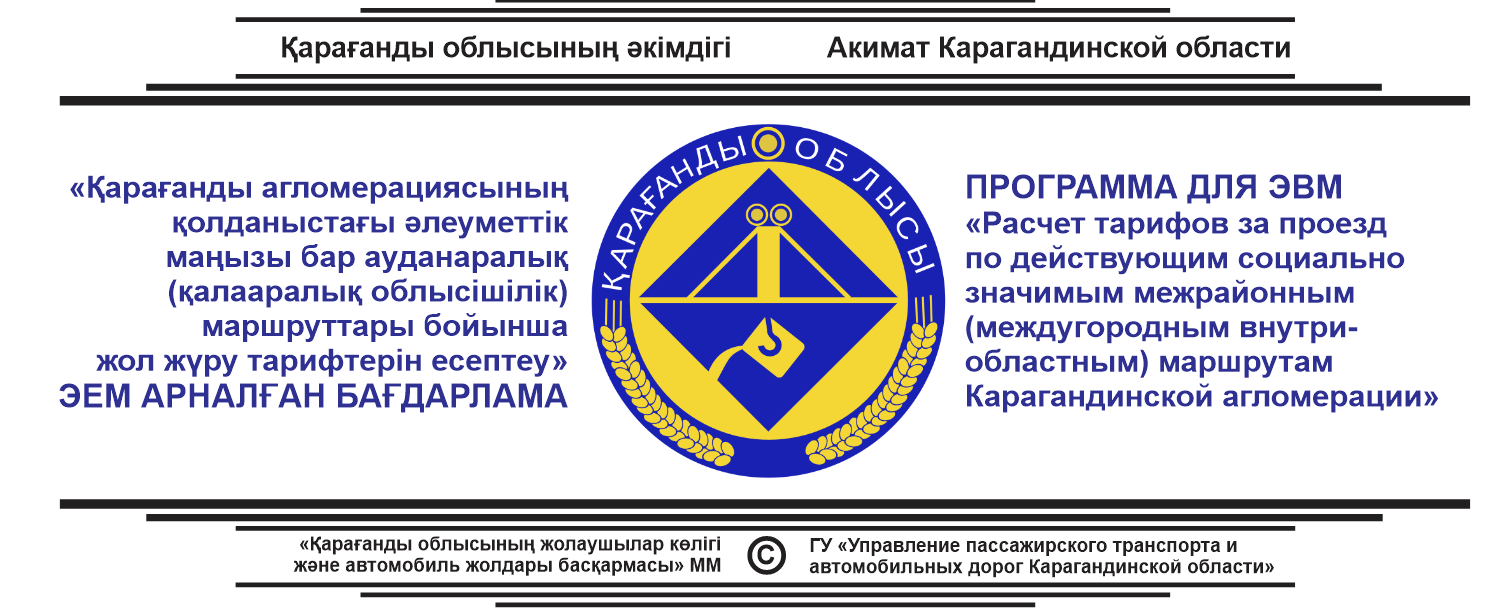 Қарағанды облысының әкімдігі
Акимат Карагандинской области
«Қарағанды агломерациясының
қолданыстағы әлеуметтік
маңызы бар ауданаралық
(қалааралық облысішілік)
маршруттары бойынша
жол жүру тарифтерін есептеу»
ЭЕМ АРНАЛҒАН БАҒДАРЛАМА
ҚАРАҒАНДЫ ОБЛЫСЫ
ПРОГРАММА ДЛЯ ЭВМ
«Расчет тарифов за проезд
по действующим социально
значимым межрайонным
(междугородным внутри-
областным) маршрутам
Карагандинской агломерации»
«Қарағанды облысының жолаушылар көлігі
және автомобиль жолдары басқармасы» ММ
©
ГУ «Управление пассажирского транспорта и
автомобильных дорог Карагандинской области»